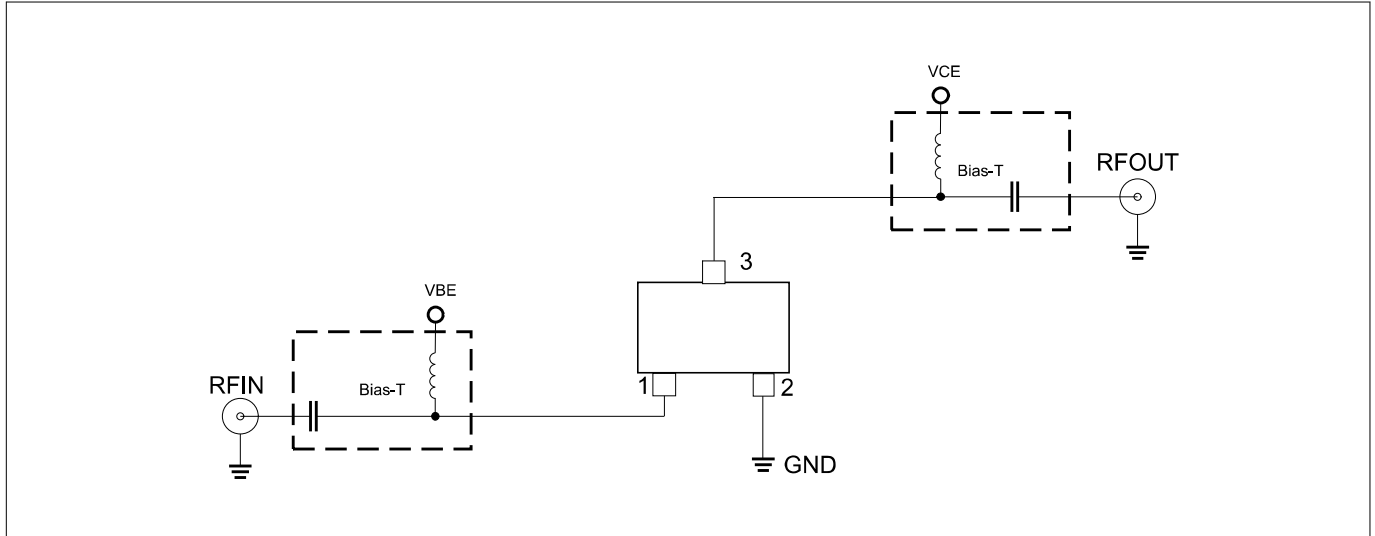 VCE
Bias-T
RFOUT
3
VBE
RFIN
Bias-T
1
2
GND